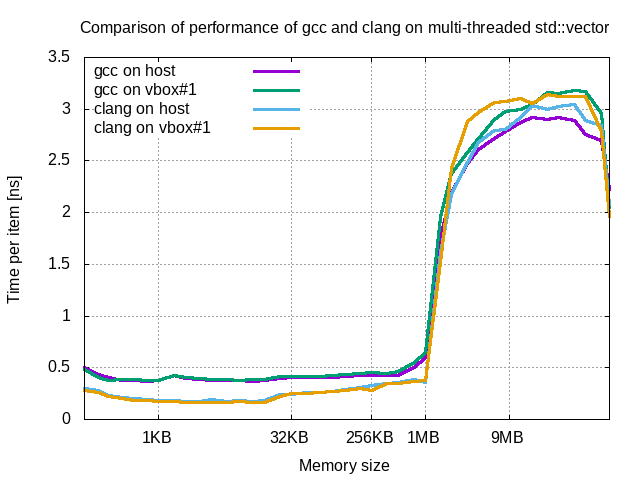 Comparison of performance of gcc and clang on multi-threaded std::vector
3.5
3
2.5
2
1.5
1
0.5
0
Time per item [ns]
gcc on host
gcc on vbox#1
clang on host
clang on vbox#1
1KB 32KB 256KB 1MB 9MB
Memory size